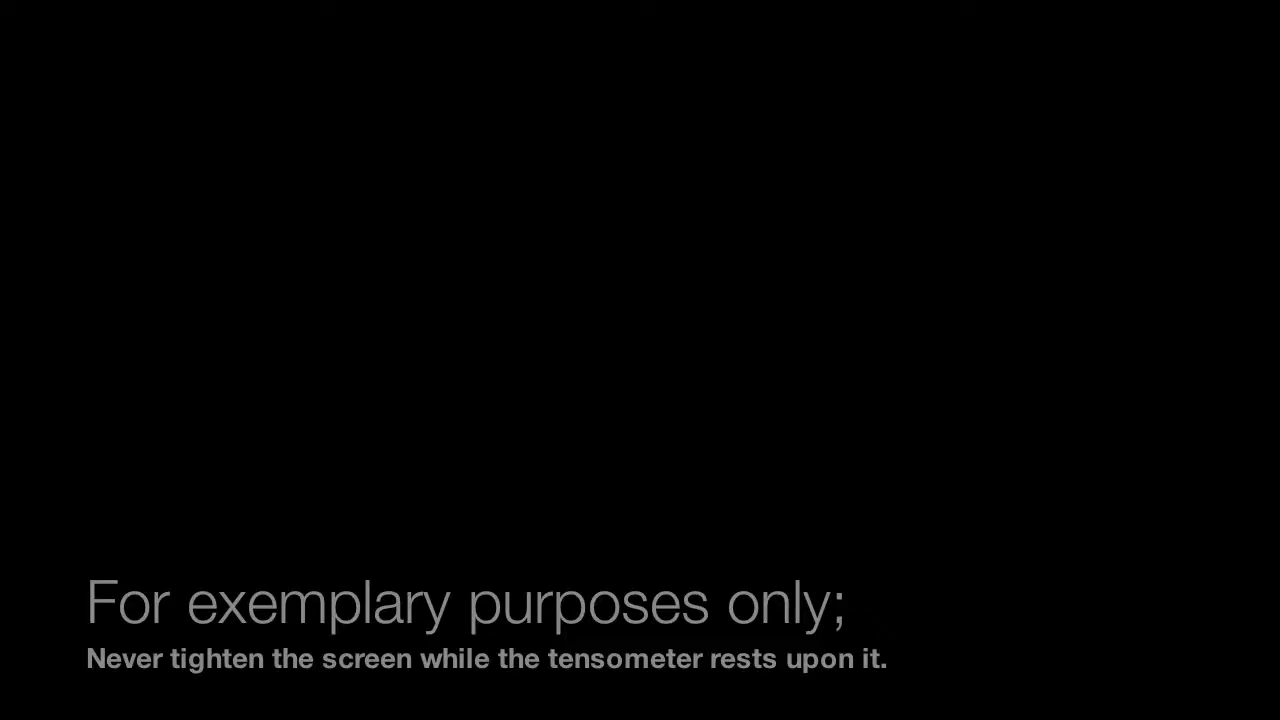 For exemplary purposes only;
Never tighten the screen while the tensometer rests upon it.